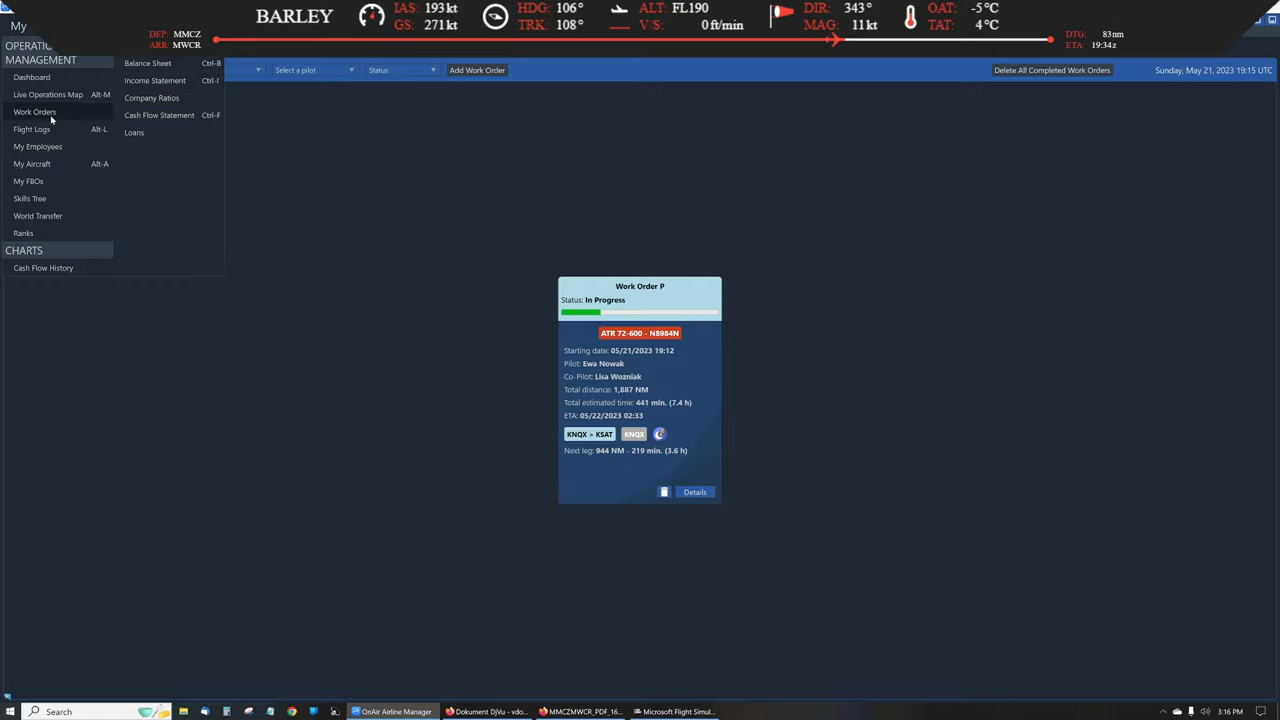 BARLEY
IAS: 193kt
GS: 271kt
HDG: 106°
TRK: 108°
ALT: FL190
V/S: 0ft/min
DIR: 343°
MAG: 11kt
OAT: -5°C
TAT: 4°C
DEP: MMCZ
ARR: MWCR
DTG: 83nm
ETA: 19:34z
My
OPERATIO
MANAGEMENT
Dashboard
Live Operations Map Alt-M
Work Orders
Flight Logs Alt-L
My Employees
My Aircraft Alt-A
My FBOs
Skills Tree
World Transfer
Ranks
CHARTS
Cash Flow History
Balance Sheet Ctrl-B
Income Statement Ctrl-I
Company Ratios
Cash Flow Statement Ctrl-F
Loans
Select a pilot
Status
Add Work Order
Delete All Completed Work Orders
Sunday, May 21, 2023 19:15 UTC
Work Order P
Status: In Progress
ATR 72-600 - N8984N
Starting date: 05/21/2023 19:12
Pilot: Ewa Nowak
Co-Pilot: Lisa Wozniak
Total distance: 1,887 NM
Total estimated time: 441 min. (7.4 h)
ETA: 05/22/2023 02:33
KNQX > KSAT KNQX
Next leg: 944 NM - 219 min. (3.6 h)
Details
Search
OnAir Airline Manager
Dokument DjVu - vdo...
MMCZMWCR_PDF_16...
Microsoft Flight Simul...
3:16 PM